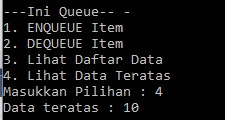 ---Ini Queue-- -
1. ENQUEUE Item
2. DEQUEUE Item
3. Lihat Daftar Data
4. Lihat Data Teratas
Masukkan Pilihan : 4
Data teratas : 10